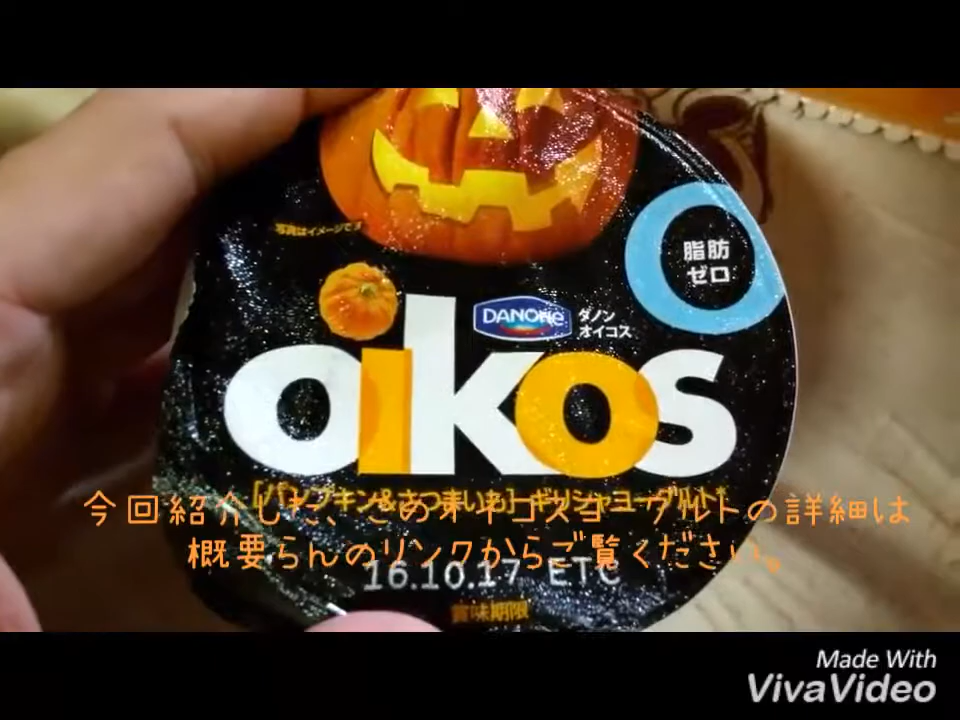 写真はイメージです
脂肪
ゼロ
DANONE
ダノン
オイコス
oikos
[パンプキン&さつまいも] ギリシャヨーグルト
今回紹介した、このオイコスヨーグルトの詳細は
概要らんのリンクからご覧ください。
16.10.17 ETC
賞味期限
Made With
VivaVideo